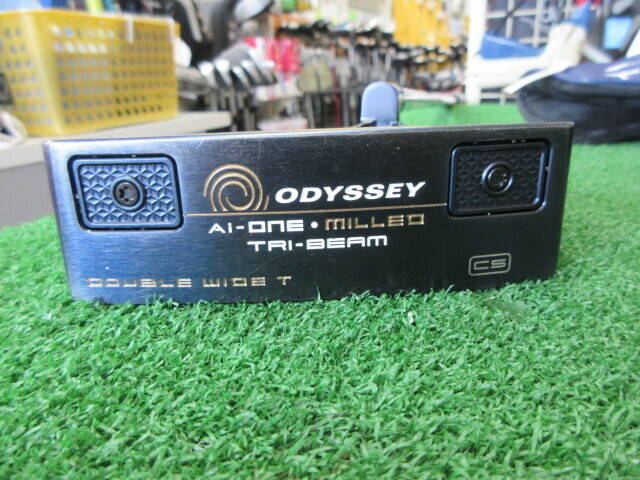 ODYSSEY
AI-ONE • MILLED
TRI-BEAM
DOUBLE WIDE T
CS